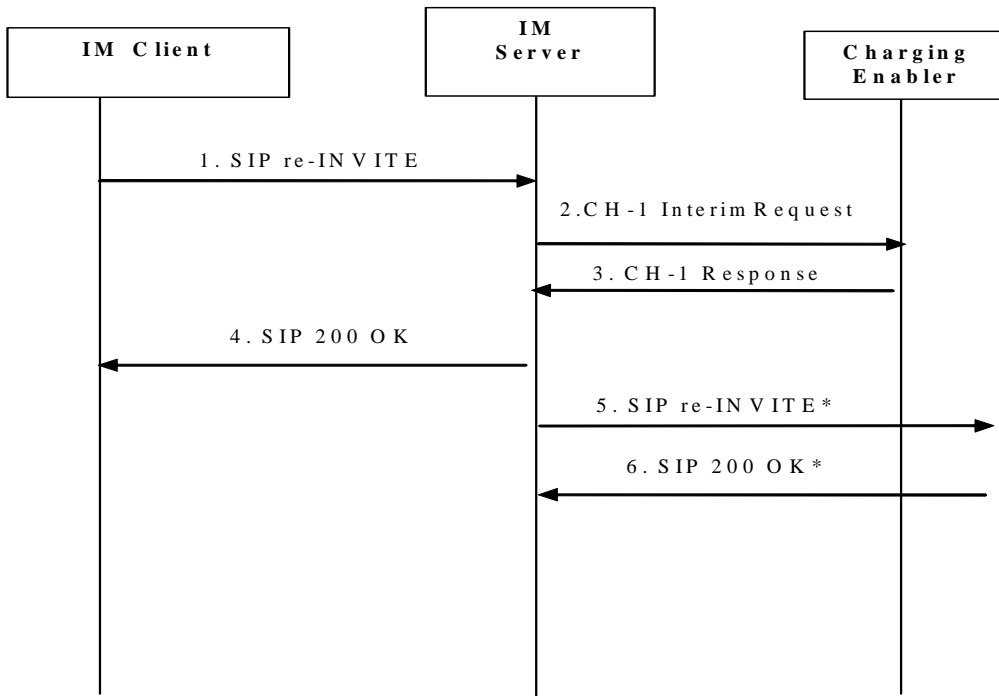 IM Client
IM
Server
Charging
Enabler
1. SIP re-INVITE
2.CH-1 Interim Request
3. CH-1 Response
4. SIP 200 OK
5. SIP re-INVITE*
6. SIP 200 OK*